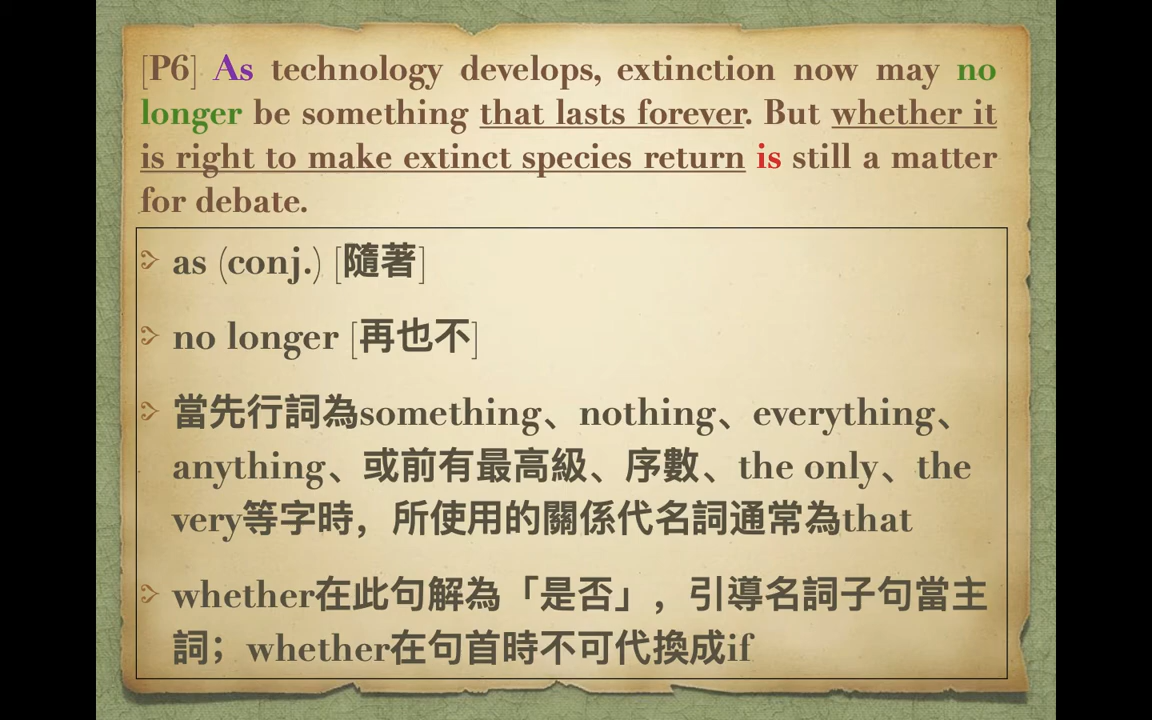 [P6] As technology develops, extinction now may no
longer be something that lasts forever. But whether it
is right to make extinct species return is still a matter
for debate.
as (conj.) [隨著]
no longer [再也不]
當先行詞為something、nothing、everything、
anything、或前有最高級、序數、the only、the
very等字時，所使用的關係代名詞通常為that
whether在此句解為「是否」，引導名詞子句當主
詞；whether在句首時不可代換成if